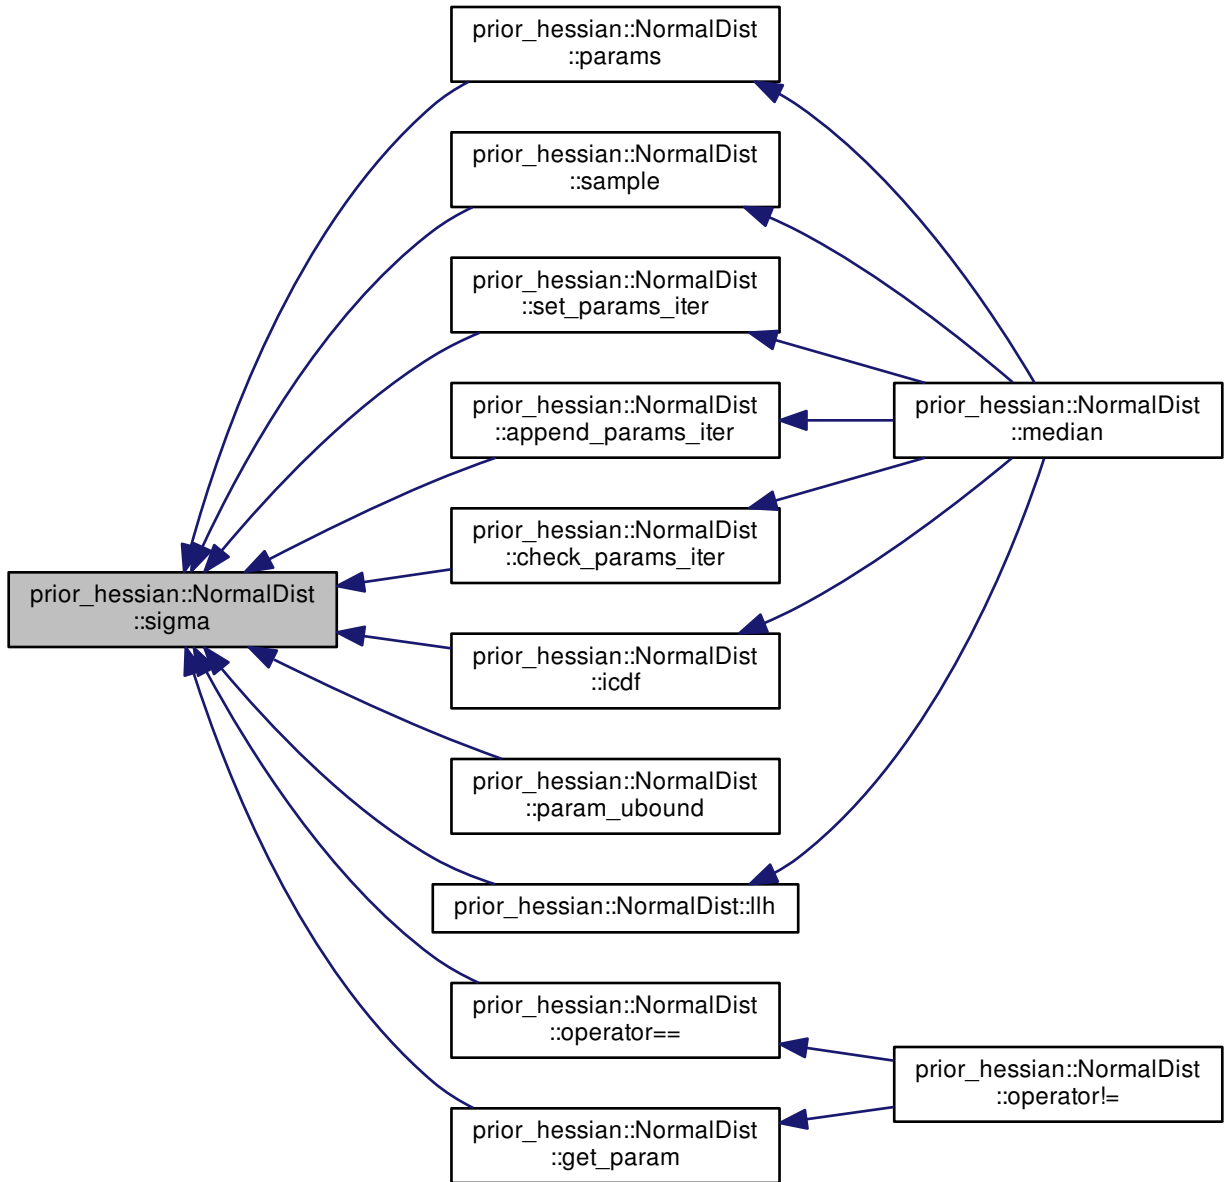 prior_hessian::NormalDist
::params
prior_hessian::NormalDist
::sample
prior_hessian::NormalDist
::set_params_iter
prior_hessian::NormalDist
::append_params_iter
prior_hessian::NormalDist
::median
prior_hessian::NormalDist
::check_params_iter
prior_hessian::NormalDist
::sigma
prior_hessian::NormalDist
::icdf
prior_hessian::NormalDist
::param_ubound
prior_hessian::NormalDist::llh
prior_hessian::NormalDist
::operator==
prior_hessian::NormalDist
::operator!=
prior_hessian::NormalDist
::get_param